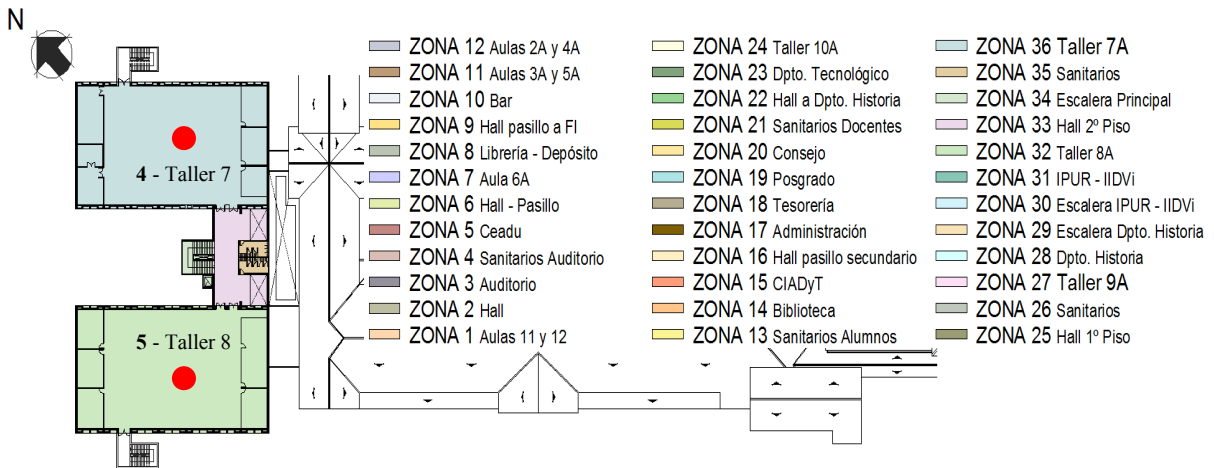 N
ZONA 12 Aulas 2A y 4A
ZONA 11 Aulas 3A y 5A
ZONA 10 Bar
ZONA 9 Hall pasillo a FI
ZONA 8 Librería - Depósito
ZONA 7 Aula 6A
ZONA 6 Hall - Pasillo
ZONA 5 Ceadu
ZONA 4 Sanitarios Auditorio
ZONA 3 Auditorio
ZONA 2 Hall
ZONA 1 Aulas 11 y 12
ZONA 24 Taller 10A
ZONA 23 Dpto. Tecnológico
ZONA 22 Hall a Dpto. Historia
ZONA 21 Sanitarios Docentes
ZONA 20 Consejo
ZONA 19 Posgrado
ZONA 18 Tesorería
ZONA 17 Administración
ZONA 16 Hall pasillo secundario
ZONA 15 CIADyT
ZONA 14 Biblioteca
ZONA 13 Sanitarios Alumnos
ZONA 36 Taller 7A
ZONA 35 Sanitarios
ZONA 34 Escalera Principal
ZONA 33 Hall 2º Piso
ZONA 32 Taller 8A
ZONA 31 IPUR - IIDVi
ZONA 30 Escalera IPUR - IIDVi
ZONA 29 Escalera Dpto. Historia
ZONA 28 Dpto. Historia
ZONA 27 Taller 9A
ZONA 26 Sanitarios
ZONA 25 Hall 1º Piso
4 - Taller 7
5 - Taller 8